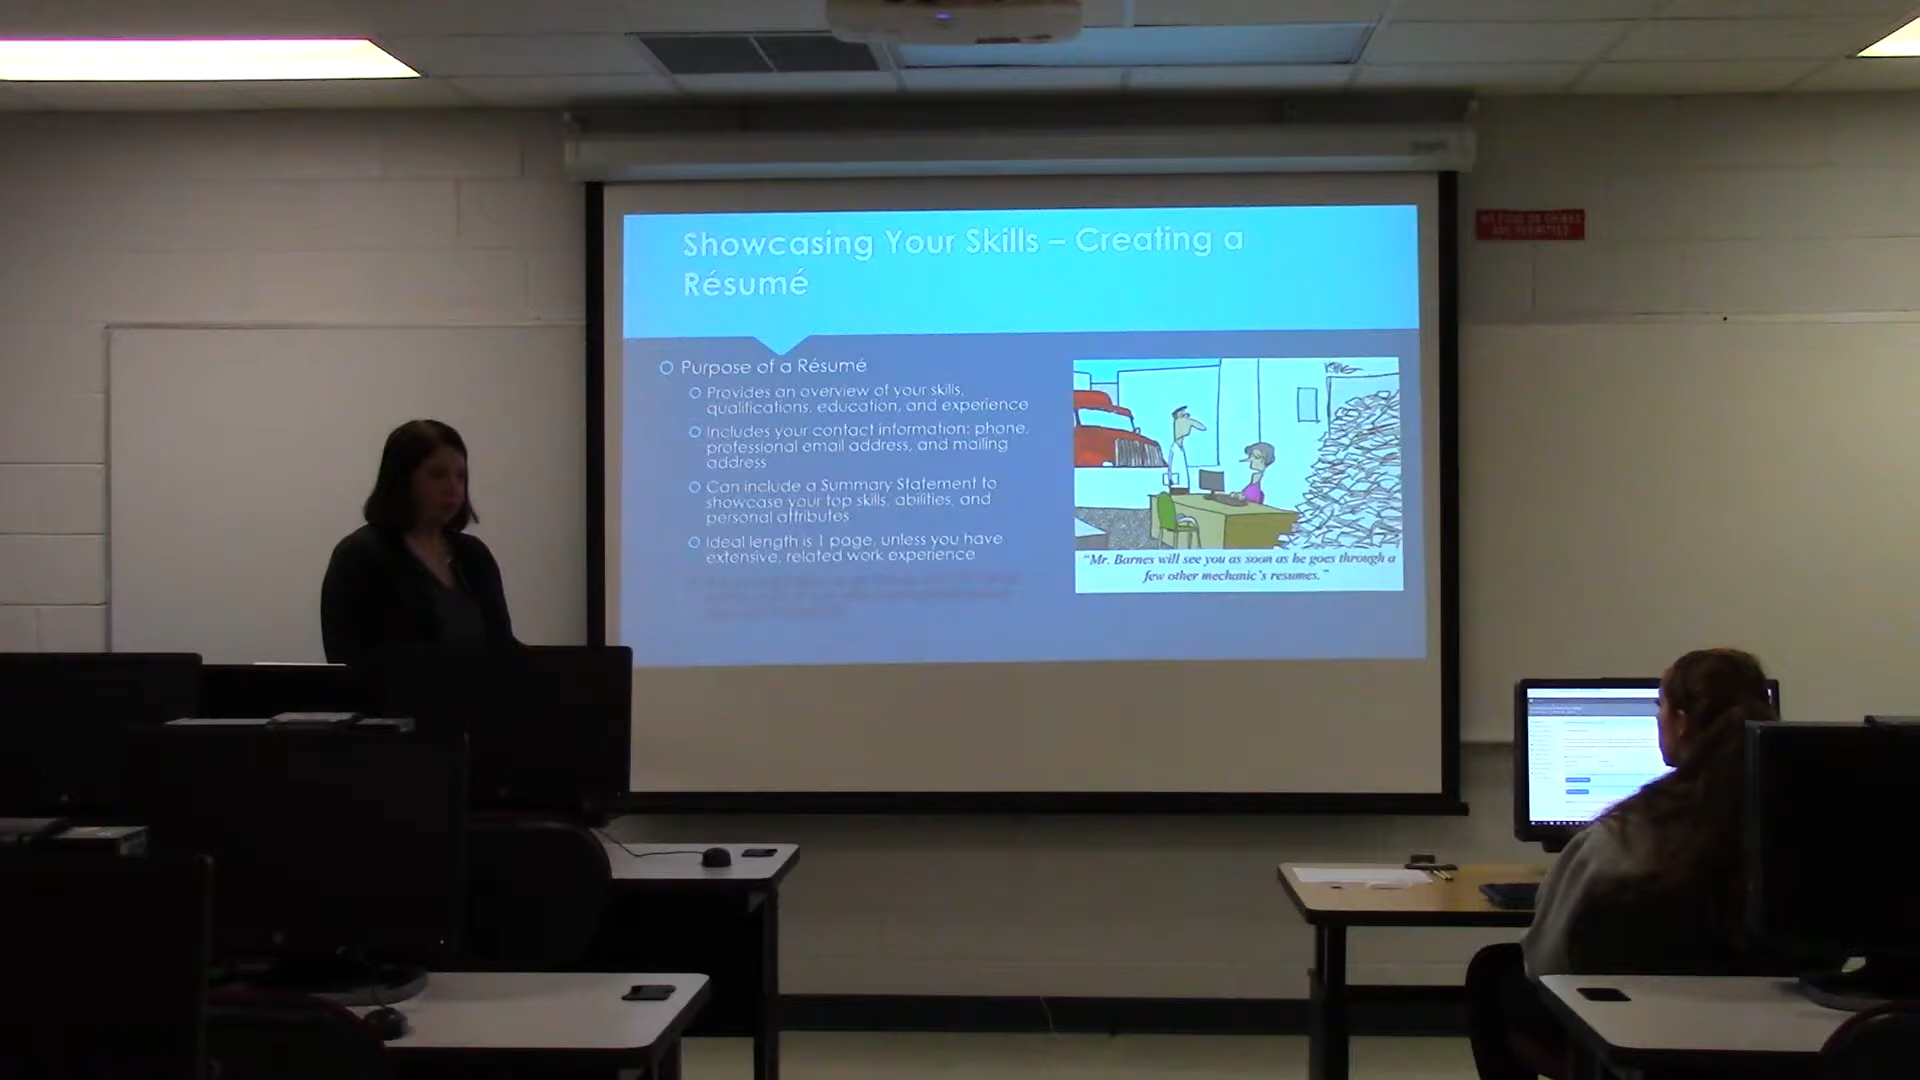 Showcasing Your Skills – Creating a
Résumé
Purpose of a Résumé
Provides an overview of your skills,
qualifications, education, and experience
Includes your contact information: phone,
professional email address, and mailing
address
Can include a Summary Statement to
showcase your top skills, abilities, and
personal attributes
Ideal length is 1 page, unless you have
extensive, related work experience
"Mr. Barnes will see you as soon as he goes through a
few other mechanic's resumes."